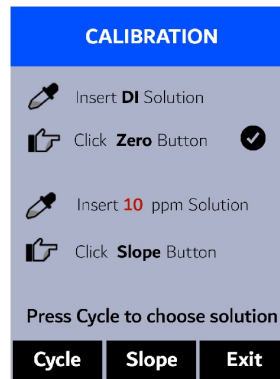 CALIBRATION
Insert DI Solution
Click Zero Button
Insert 10 ppm Solution
Click Slope Button
Press Cycle to choose solution
Cycle Slope Exit